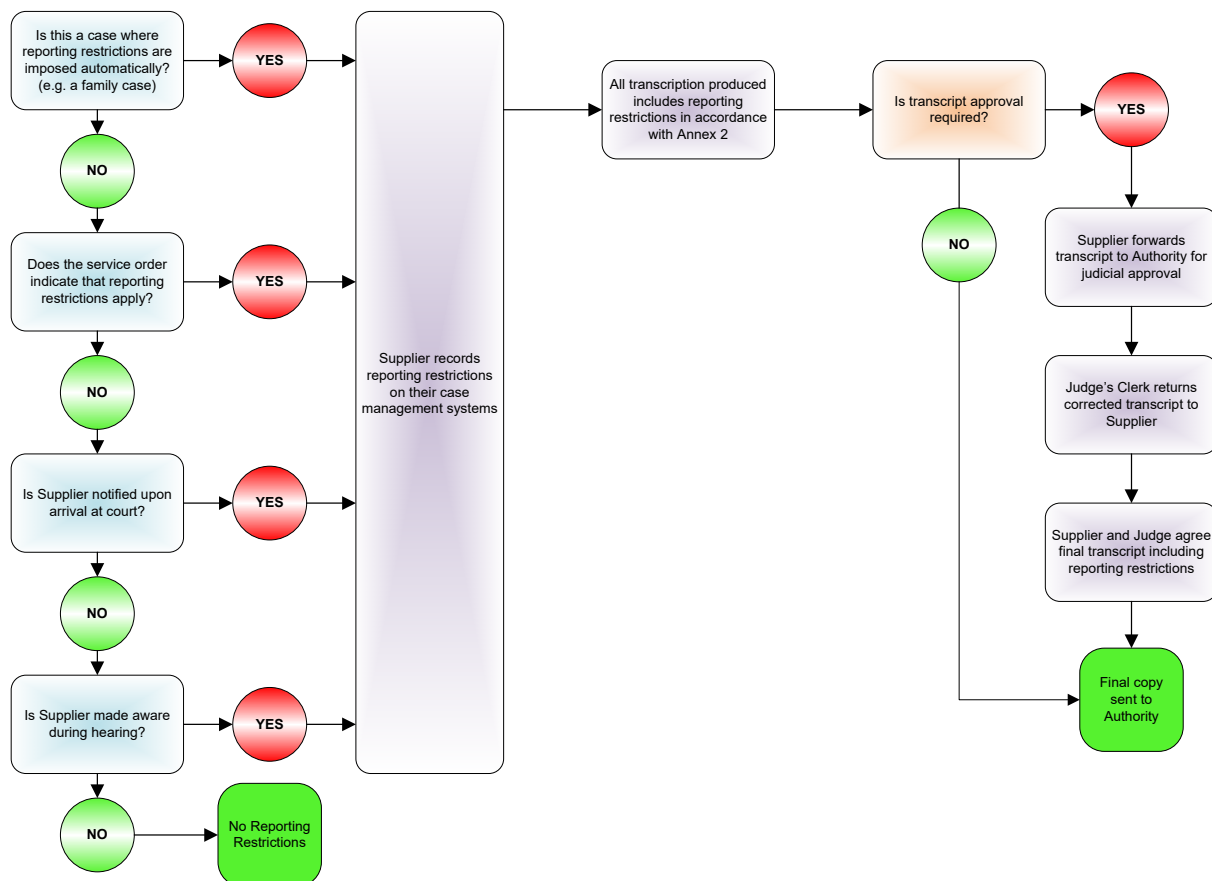 Is this a case where
reporting restrictions are
imposed automatically?
(e.g. a family case)
YES
NO
Does the service order
indicate that reporting
restrictions apply?
YES
NO
Is Supplier notified upon
arrival at court?
YES
NO
Is Supplier made aware
during hearing?
YES
NO
No Reporting
Restrictions
Supplier records
reporting restrictions
on their case
management systems
All transcription produced
includes reporting
restrictions in accordance
with Annex 2
Is transcript approval
required?
YES
NO
Supplier forwards
transcript to Authority for
judicial approval
Judge’s Clerk returns
corrected transcript to
Supplier
Supplier and Judge agree
final transcript including
reporting restrictions
Final copy
sent to
Authority